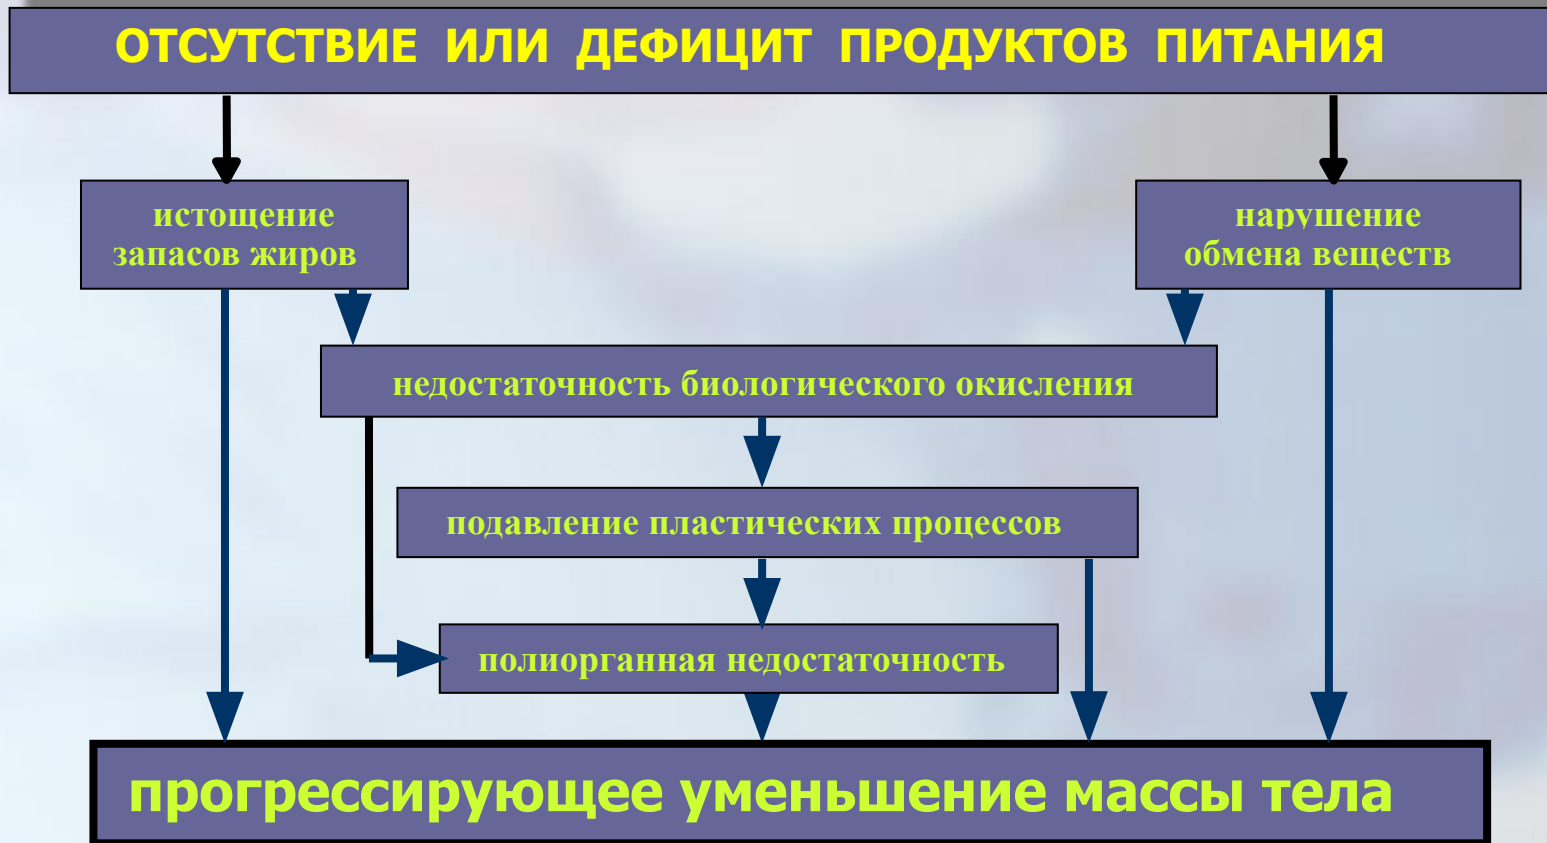 ОТСУТСТВИЕ ИЛИ ДЕФИЦИТ ПРОДУКТОВ ПИТАНИЯ
истощение
запасов жиров
нарушение
обмена веществ
недостаточность биологического окисления
подавление пластических процессов
полиорганная недостаточность
прогрессирующее уменьшение массы тела